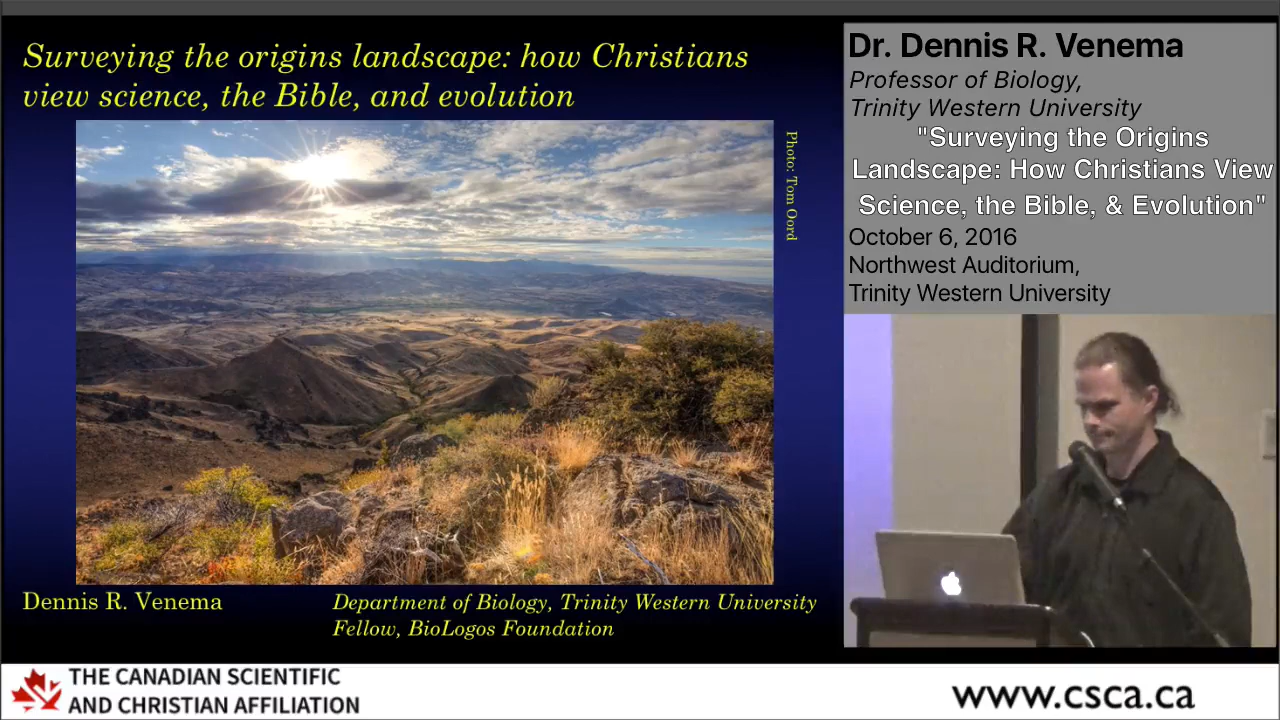 Surveying the origins landscape: how Christians
view science, the Bible, and evolution
Photo: Tom Oord
Dennis R. Venema
Department of Biology, Trinity Western University
Fellow, BioLogos Foundation
Dr. Dennis R. Venema
Professor of Biology,
Trinity Western University
"Surveying the Origins
Landscape: How Christians View
Science, the Bible, & Evolution"
October 6, 2016
Northwest Auditorium,
Trinity Western University
THE CANADIAN SCIENTIFIC
AND CHRISTIAN AFFILIATION
www.csca.ca